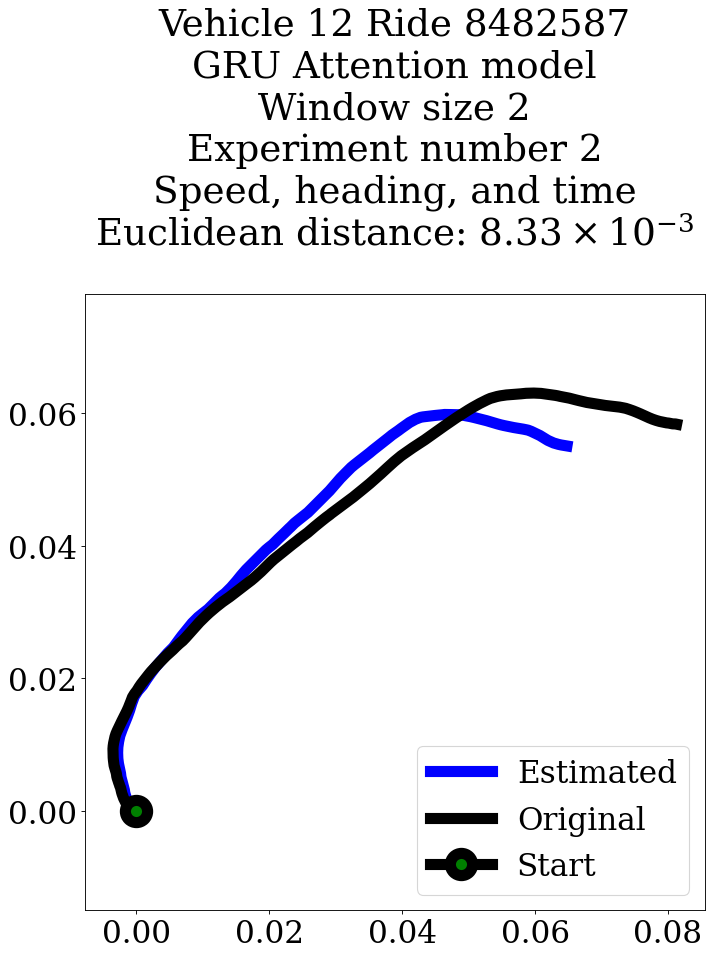 Vehicle 12 Ride 8482587
GRU Attention model
Window size 2
Experiment number 2
Speed, heading, and time
Euclidean distance: 8.33 × 10⁻³
0.06
0.04
0.02
0.00
Estimated
Original
Start
0.00 0.02 0.04 0.06 0.08